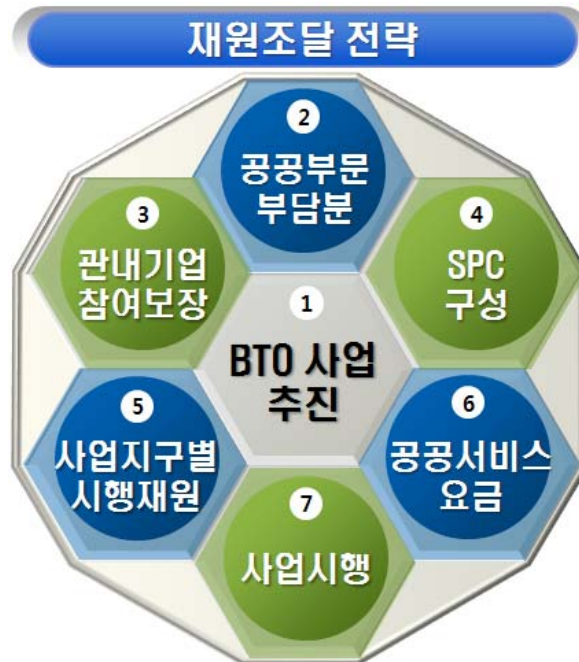 재원조달 전략
2
공공부문
부담분
3
관내기업
참여보장
4
SPC
구성
1
BTO 사업
추진
5
사업지구별
시행재원
6
공공서비스
요금
7
사업시행